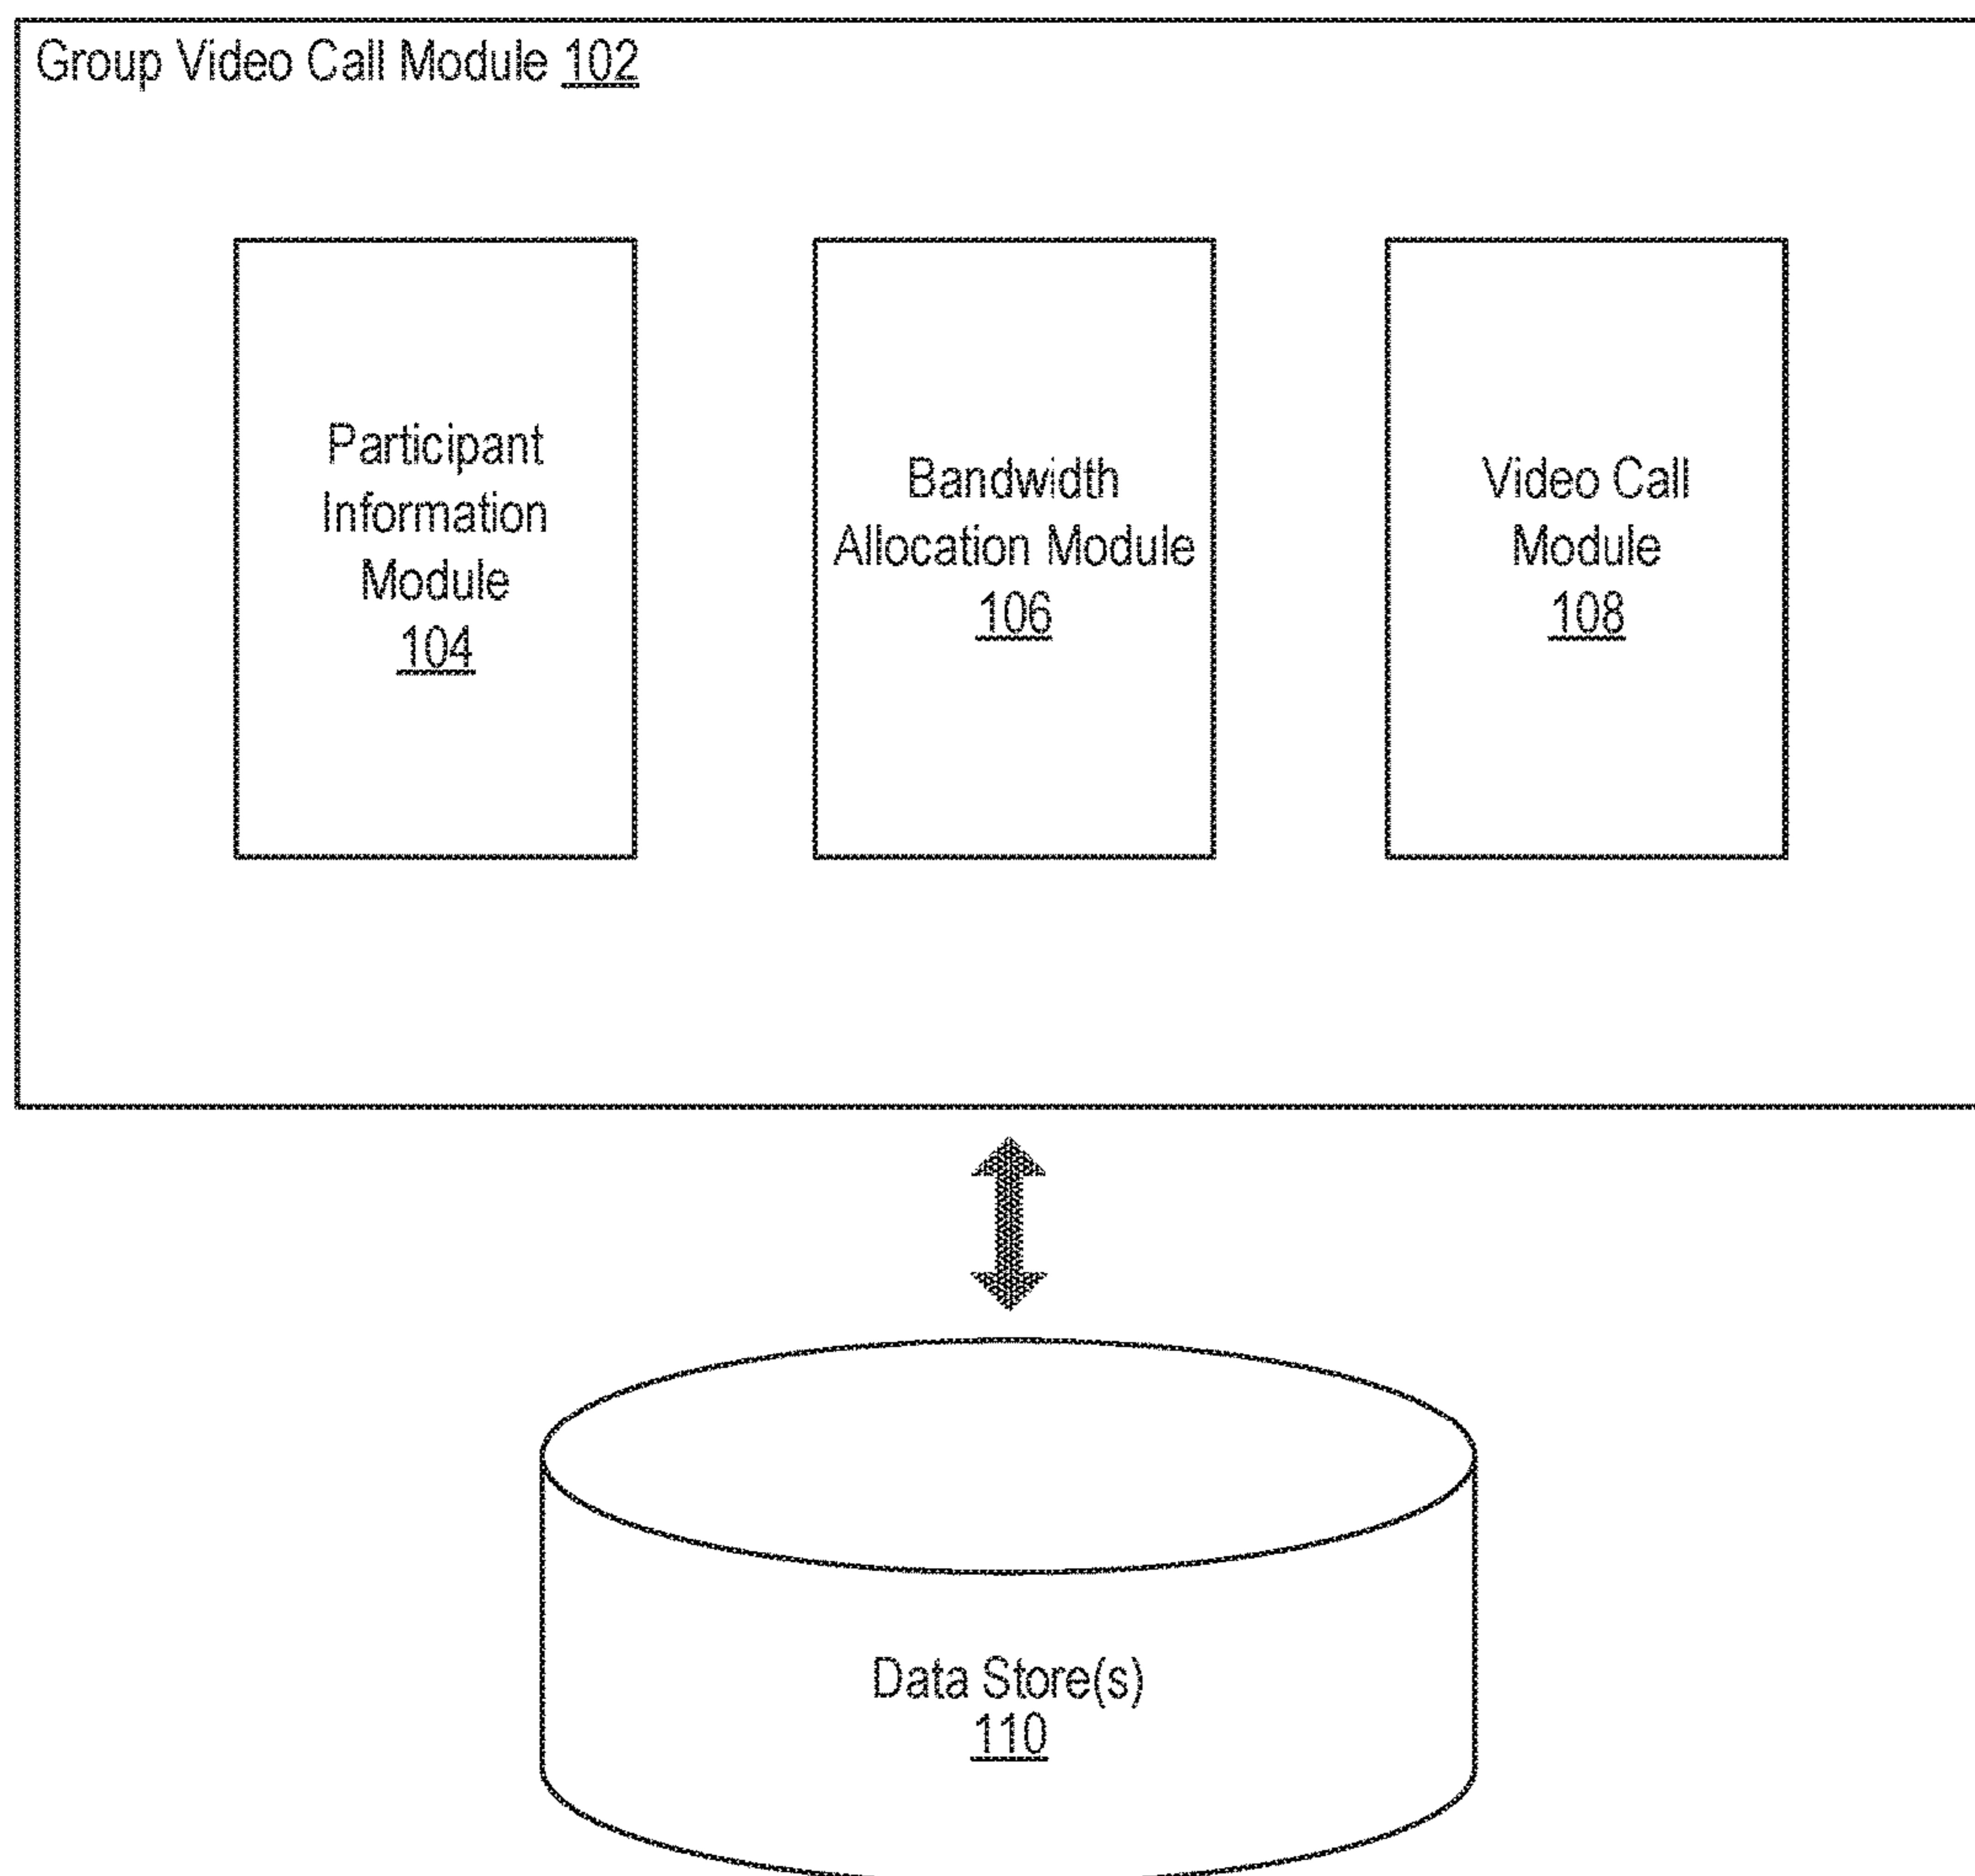 Group Video Call Module 102
Participant
Information
Module
104
Bandwidth
Allocation Module
106
Video Call
Module
108
Data Store(s)
110